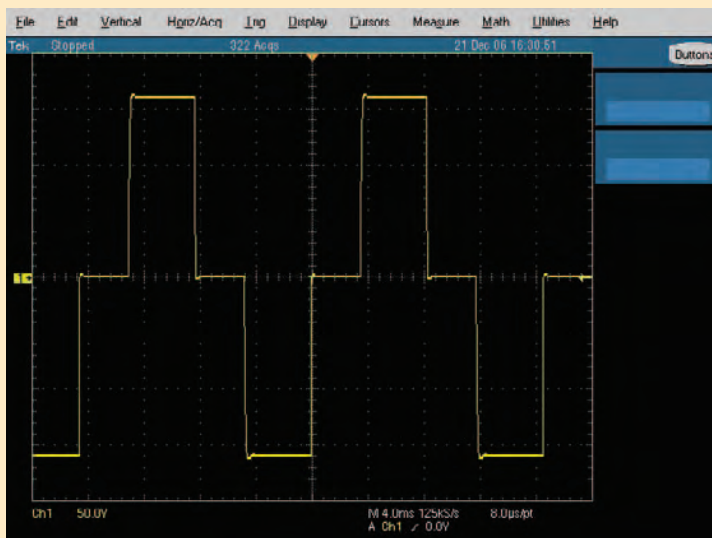 File Edit Vertical Horiz/Acq Trig Display Cursors Measure Math Utilities Help
Tek Stopped 322 Acqs 21 Dec 06 16:30:51
Buttons
1
Ch1 50.0V M 4.0ms 125kS/s 8.0µs/pt
A Ch1 / 0.0V